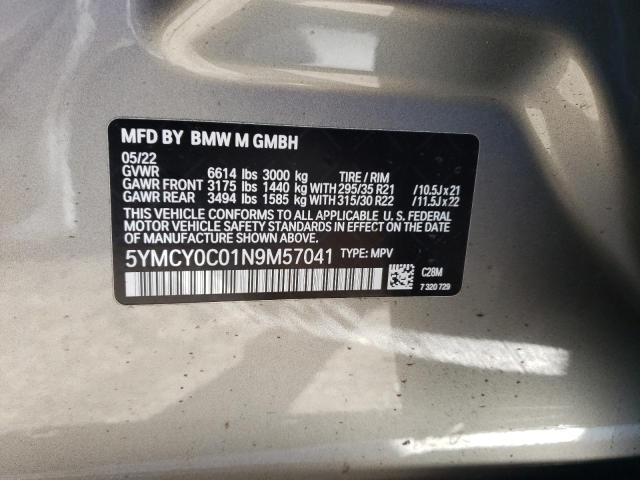 MFD BY BMW M GMBH
05/22
GVWR 6614 lbs 3000 kg TIRE / RIM
GAWR FRONT 3175 lbs 1440 kg WITH 295/35 R21 / 10.5J x 21
GAWR REAR 3494 lbs 1585 kg WITH 315/30 R22 / 11.5J x 22
THIS VEHICLE CONFORMS TO ALL APPLICABLE U. S. FEDERAL
MOTOR VEHICLE SAFETY STANDARDS IN EFFECT ON THE
DATE OF MANUFACTURE SHOWN ABOVE.
5YMCY0C01N9M57041 TYPE: MPV
C28M
7 320 729